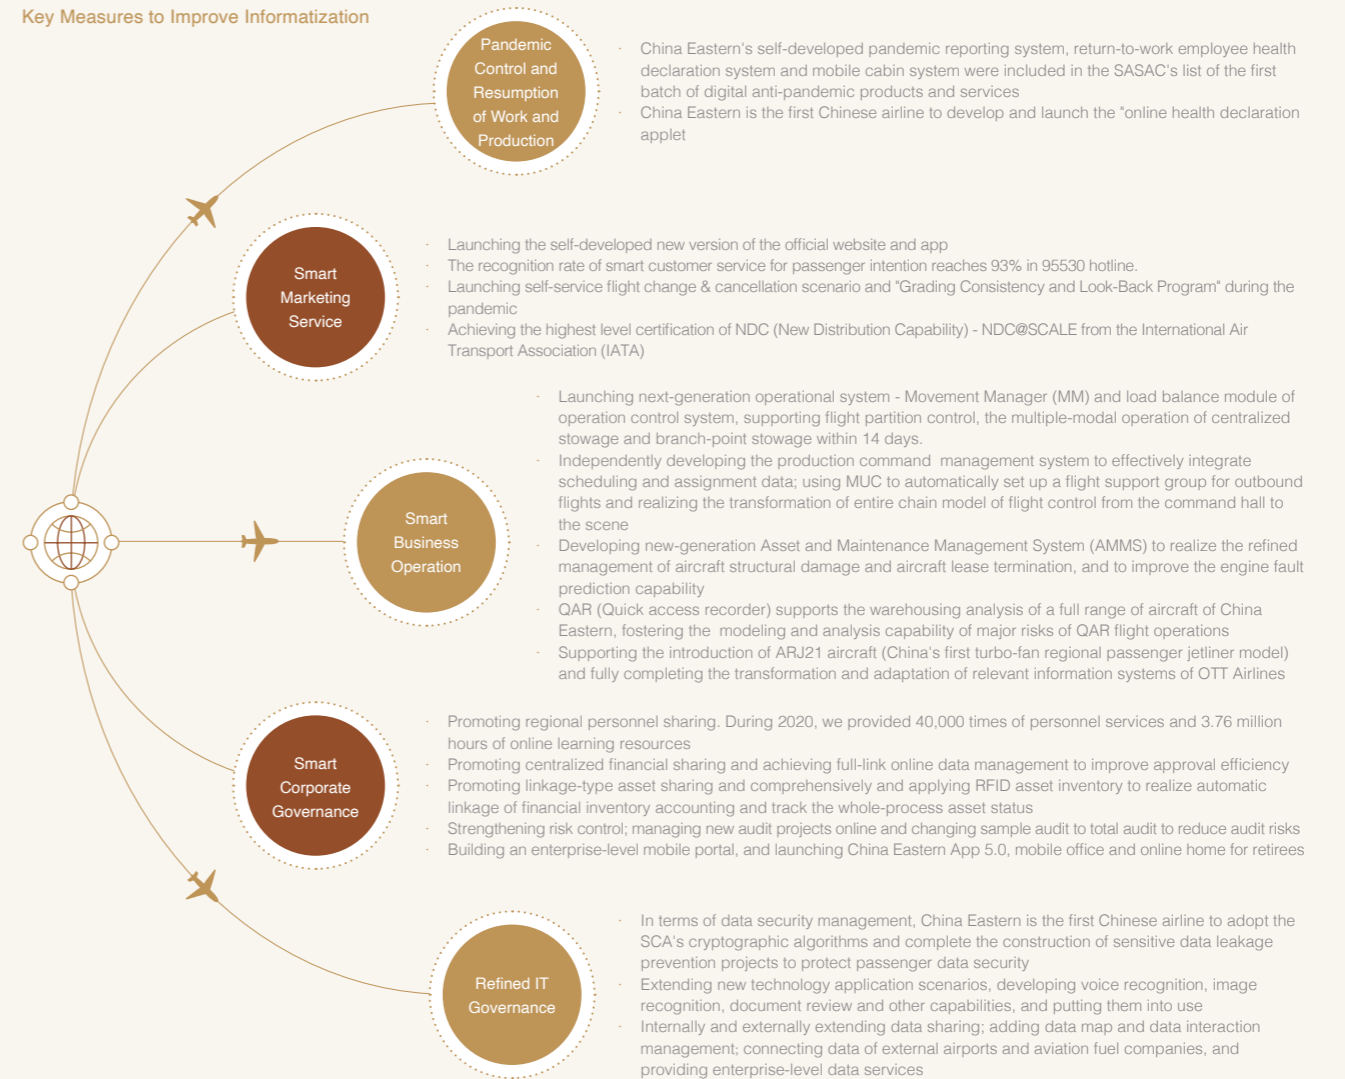 Key Measures to Improve Informatization
Pandemic
Control and
Resumption
of Work and
Production
· China Eastern's self-developed pandemic reporting system, return-to-work employee health
declaration system and mobile cabin system were included in the SASAC's list of the first
batch of digital anti-pandemic products and services
· China Eastern is the first Chinese airline to develop and launch the "online health declaration
applet
Smart
Marketing
Service
· Launching the self-developed new version of the official website and app
· The recognition rate of smart customer service for passenger intention reaches 93% in 95530 hotline.
· Launching self-service flight change & cancellation scenario and "Grading Consistency and Look-Back Program" during the
pandemic
· Achieving the highest level certification of NDC (New Distribution Capability) - NDC@SCALE from the International Air
Transport Association (IATA)
Smart
Business
Operation
· Launching next-generation operational system - Movement Manager (MM) and load balance module of
operation control system, supporting flight partition control, the multiple-modal operation of centralized
stowage and branch-point stowage within 14 days.
· Independently developing the production command management system to effectively integrate
scheduling and assignment data; using MUC to automatically set up a flight support group for outbound
flights and realizing the transformation of entire chain model of flight control from the command hall to
the scene
· Developing new-generation Asset and Maintenance Management System (AMMS) to realize the refined
management of aircraft structural damage and aircraft lease termination, and to improve the engine fault
prediction capability
· QAR (Quick access recorder) supports the warehousing analysis of a full range of aircraft of China
Eastern, fostering the modeling and analysis capability of major risks of QAR flight operations
· Supporting the introduction of ARJ21 aircraft (China's first turbo-fan regional passenger jetliner model)
and fully completing the transformation and adaptation of relevant information systems of OTT Airlines
Smart
Corporate
Governance
· Promoting regional personnel sharing. During 2020, we provided 40,000 times of personnel services and 3.76 million
hours of online learning resources
· Promoting centralized financial sharing and achieving full-link online data management to improve approval efficiency
· Promoting linkage-type asset sharing and comprehensively and applying RFID asset inventory to realize automatic
linkage of financial inventory accounting and track the whole-process asset status
· Strengthening risk control; managing new audit projects online and changing sample audit to total audit to reduce audit risks
· Building an enterprise-level mobile portal, and launching China Eastern App 5.0, mobile office and online home for retirees
Refined IT
Governance
· In terms of data security management, China Eastern is the first Chinese airline to adopt the
SCA's cryptographic algorithms and complete the construction of sensitive data leakage
prevention projects to protect passenger data security
· Extending new technology application scenarios, developing voice recognition, image
recognition, document review and other capabilities, and putting them into use
· Internally and externally extending data sharing; adding data map and data interaction
management; connecting data of external airports and aviation fuel companies, and
providing enterprise-level data services